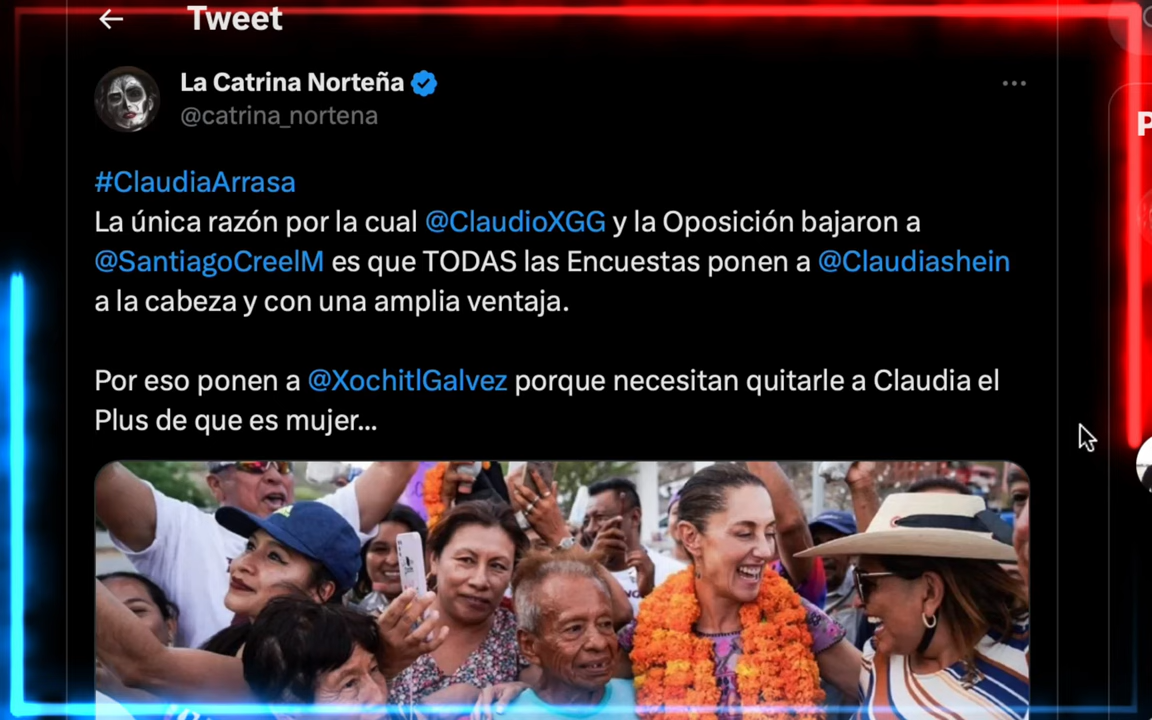 Tweet
La Catrina Norteña
@catrina_nortena
#ClaudiaArrasa
La única razón por la cual @ClaudioXGG y la Oposición bajaron a
@SantiagoCreelM es que TODAS las Encuestas ponen a @Claudiashein
a la cabeza y con una amplia ventaja.
Por eso ponen a @XochitlGalvez porque necesitan quitarle a Claudia el
Plus de que es mujer...
P